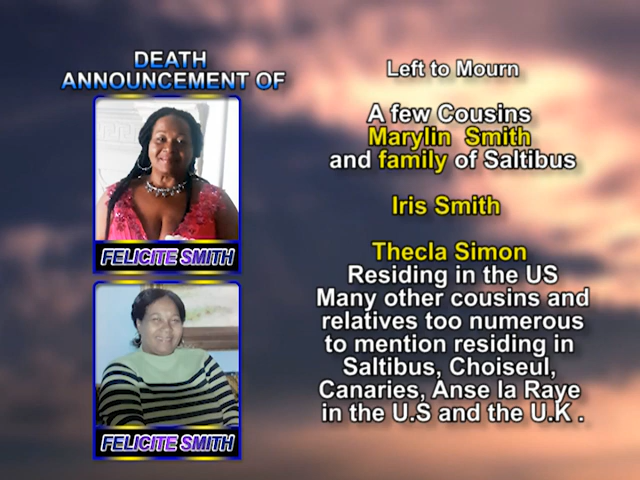 DEATH
ANNOUNCEMENT OF
FELICITE SMITH
FELICITE SMITH
Left to Mourn
A few Cousins
Marylin Smith
and family of Saltibus
Iris Smith
Thecla Simon
Residing in the US
Many other cousins and
relatives too numerous
to mention residing in
Saltibus, Choiseul,
Canaries, Anse la Raye
in the U.S and the U.K .